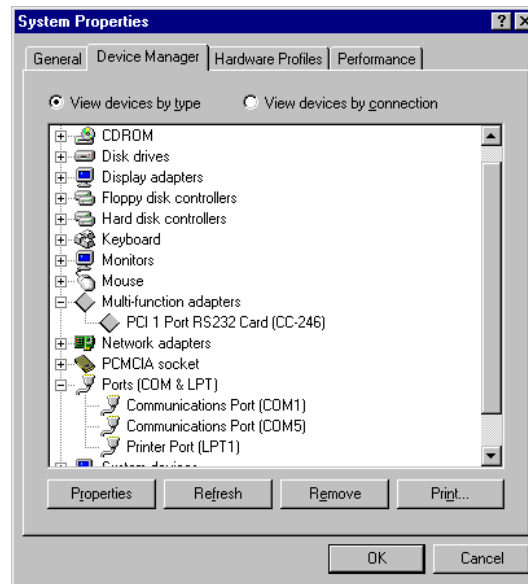 System Properties
General Device Manager Hardware Profiles Performance
View devices by type View devices by connection
CDROM
Disk drives
Display adapters
Floppy disk controllers
Hard disk controllers
Keyboard
Monitors
Mouse
Multi-function adapters
PCI 1 Port RS232 Card (CC-246)
Network adapters
PCMCIA socket
Ports (COM & LPT)
Communications Port (COM1)
Communications Port (COM5)
Printer Port (LPT1)
System devices
Properties Refresh Remove Print...
OK Cancel